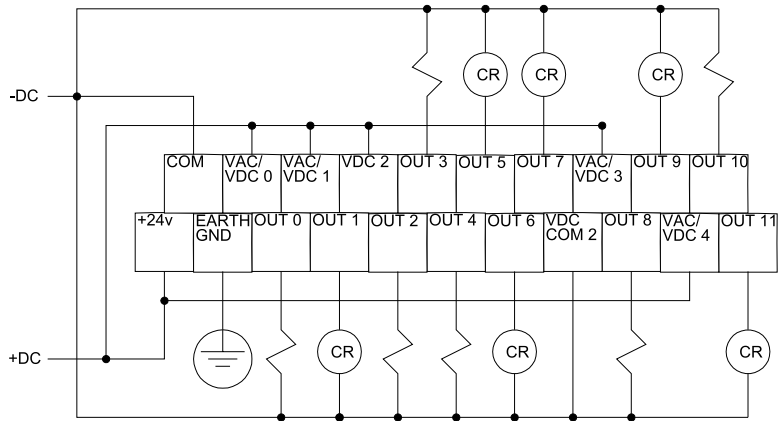 CR
CR
CR
-DC
COM
VAC/
VDC 0
VAC/
VDC 1
VDC 2
OUT 3
OUT 5
OUT 7
VAC/
VDC 3
OUT 9
OUT 10
+24v
EARTH
GND
OUT 0
OUT 1
OUT 2
OUT 4
OUT 6
VDC
COM 2
OUT 8
VAC/
VDC 4
OUT 11
+DC
CR
CR
CR